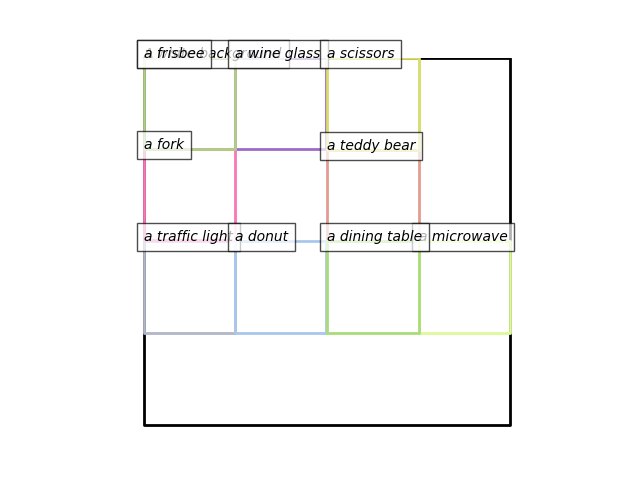 a frisbee
a wine glass
a scissors
a fork
a teddy bear
a traffic light
a donut
a dining table
a microwave